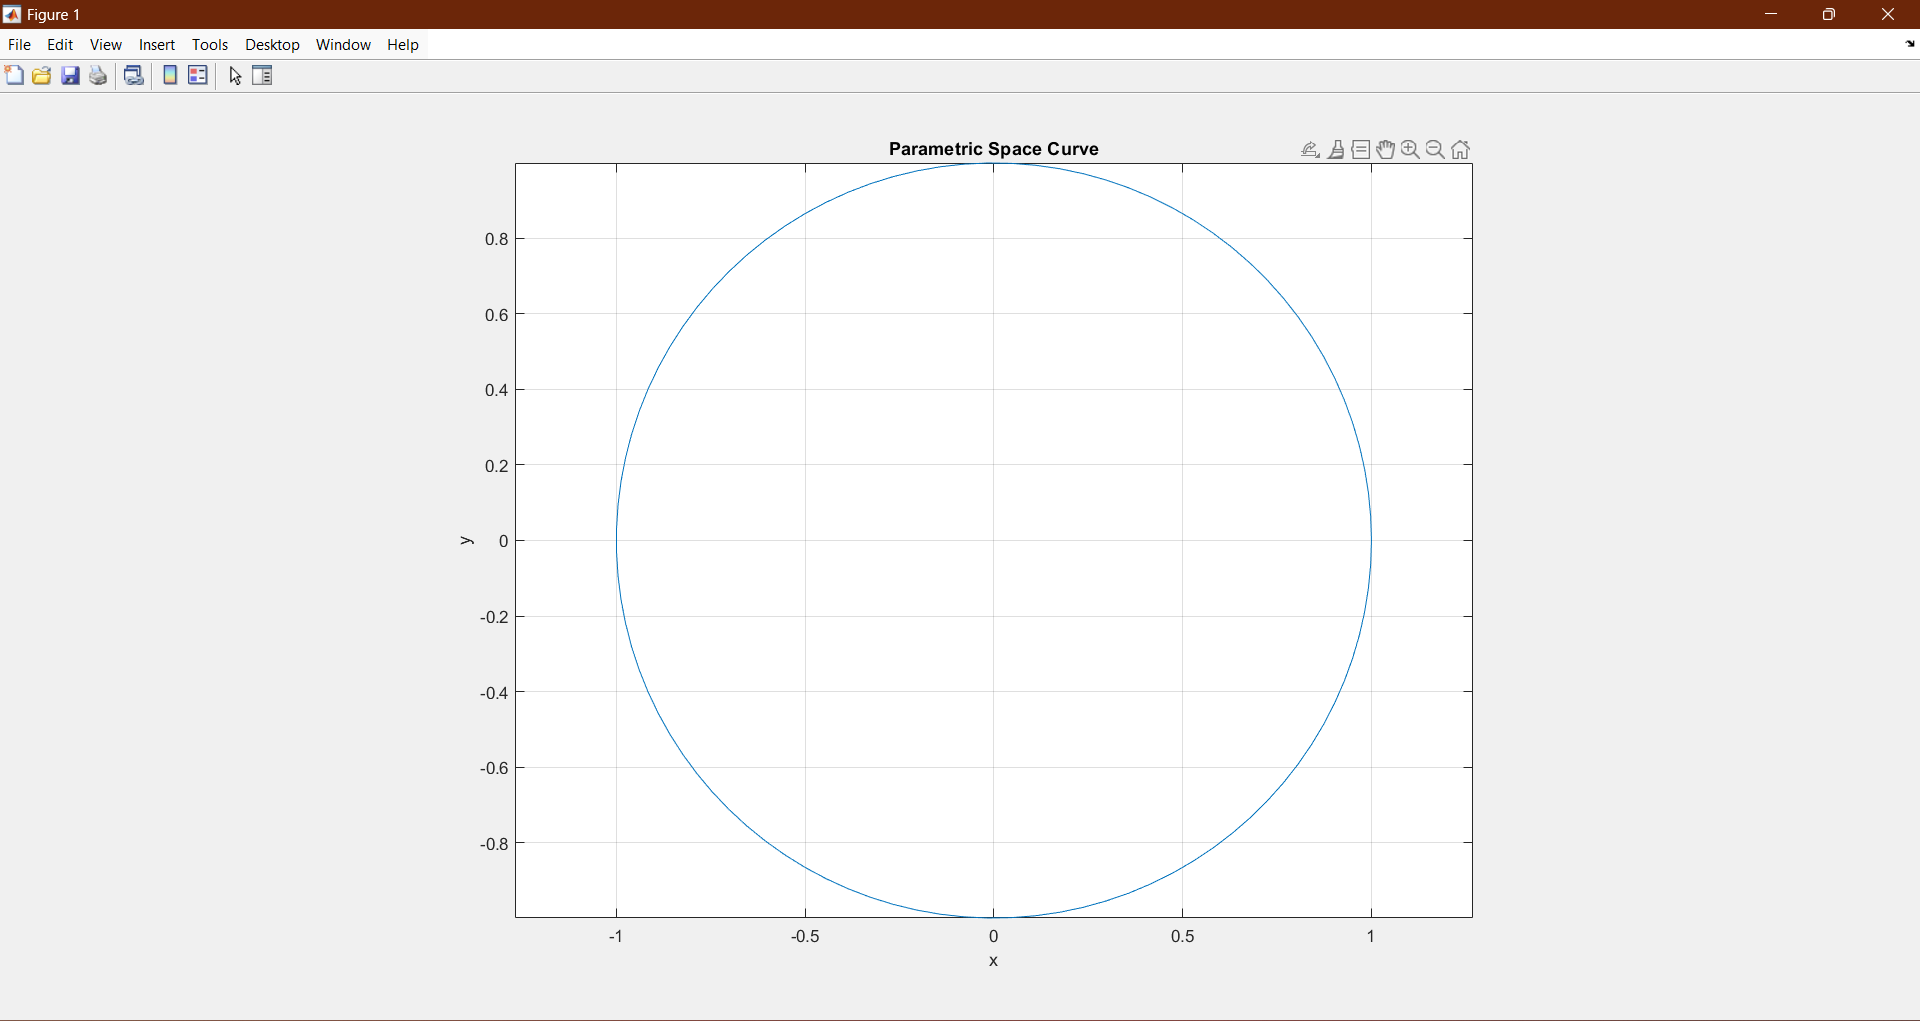 Figure 1
File Edit View Insert Tools Desktop Window Help
Parametric Space Curve
0.8
0.6
0.4
0.2
0
-0.2
-0.4
-0.6
-0.8
y
-1 -0.5 0 0.5 1
x